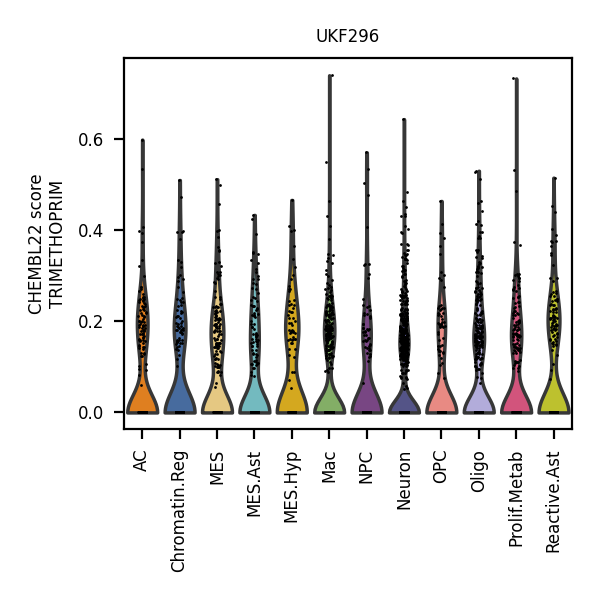 UKF296
CHEMBL22 score
TRIMETHOPRIM
0.6
0.4
0.2
0.0
AC
Chromatin.Reg
MES
MES.Ast
MES.Hyp
Mac
NPC
Neuron
OPC
Oligo
Prolif.Metab
Reactive.Ast